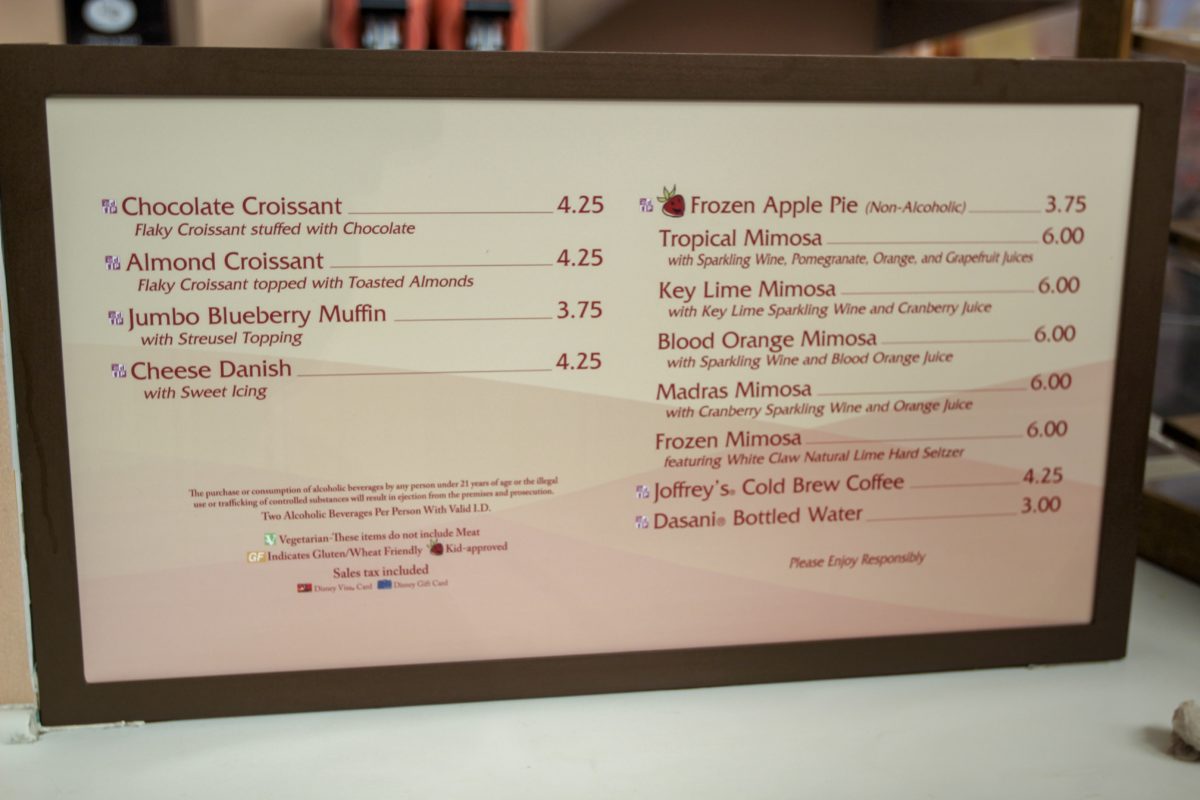 Chocolate Croissant 4.25
Flaky Croissant stuffed with Chocolate
Almond Croissant 4.25
Flaky Croissant topped with Toasted Almonds
Jumbo Blueberry Muffin 3.75
with Streusel Topping
Cheese Danish 4.25
with Sweet Icing
The purchase or consumption of alcoholic beverages by any person under 21 years of age or the illegal
use or trafficking of controlled substances will result in ejection from the premises and prosecution.
Two Alcoholic Beverages Per Person With Valid I.D.
V Vegetarian-These items do not include Meat
GF Indicates Gluten/Wheat Friendly Kid-approved
Sales tax included
Disney Visa® Card Disney Gift Card
Frozen Apple Pie (Non-Alcoholic) 3.75
Tropical Mimosa 6.00
with Sparkling Wine, Pomegranate, Orange, and Grapefruit Juices
Key Lime Mimosa 6.00
with Key Lime Sparkling Wine and Cranberry Juice
Blood Orange Mimosa 6.00
with Sparkling Wine and Blood Orange Juice
Madras Mimosa 6.00
with Cranberry Sparkling Wine and Orange Juice
Frozen Mimosa 6.00
featuring White Claw Natural Lime Hard Seltzer
Joffrey's® Cold Brew Coffee 4.25
Dasani® Bottled Water 3.00
Please Enjoy Responsibly